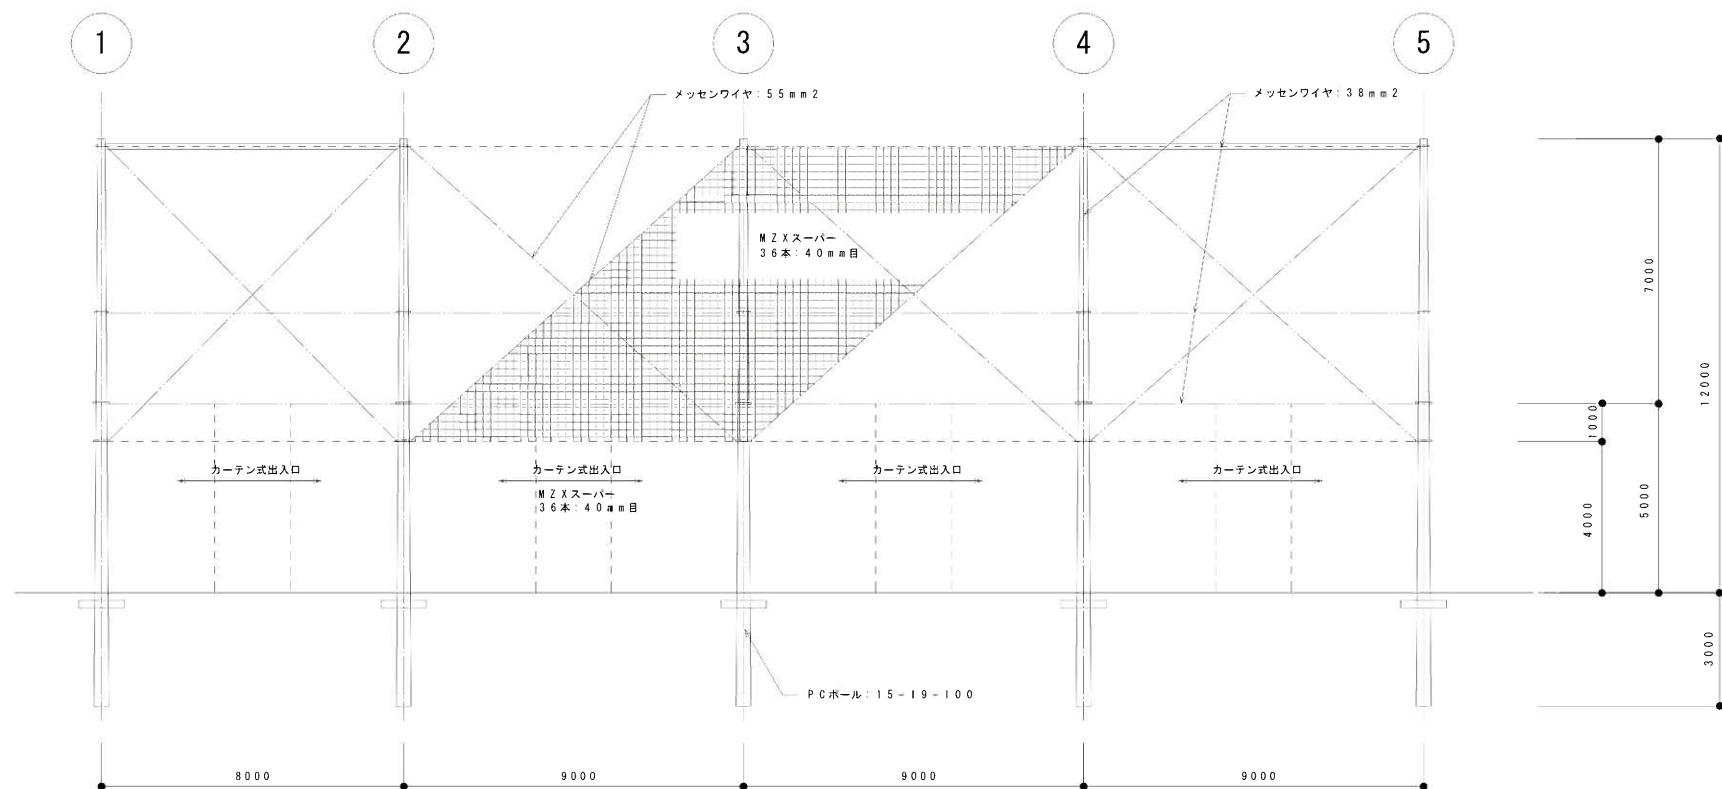 1
2
3
4
5
メッセンワイヤ:55mm2
メッセンワイヤ:38mm2
MZXスーパー
36本:40mm目
7000
12000
1000
カーテン式出入口
カーテン式出入口
カーテン式出入口
カーテン式出入口
MZXスーパー
36本:40mm目
4000
5000
3000
PCポール:15-19-100
8000
9000
9000
9000